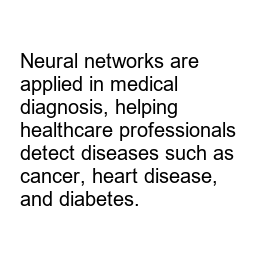 Neural networks are
applied in medical
diagnosis, helping
healthcare professionals
detect diseases such as
cancer, heart disease,
and diabetes.